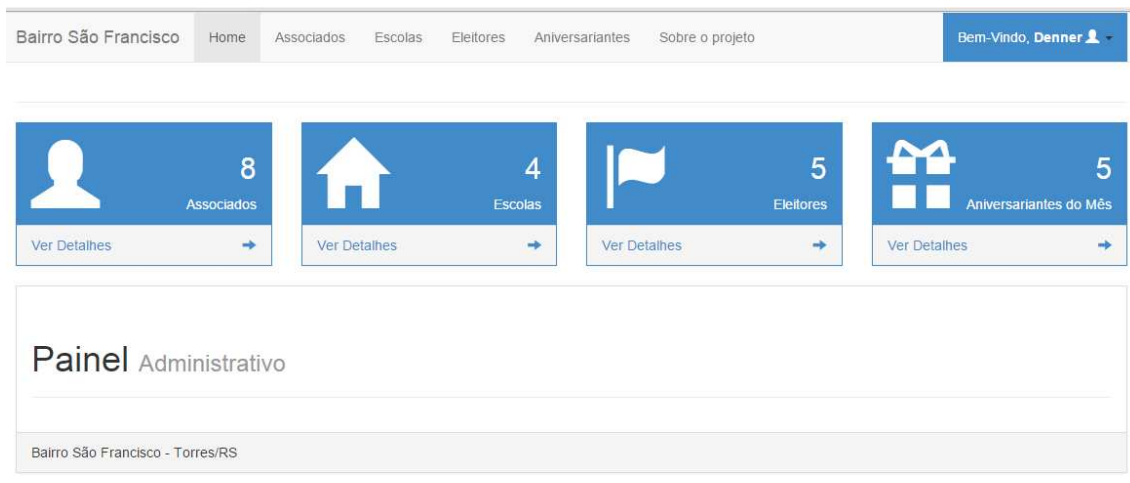 Bairro São Francisco Home Associados Escolas Eleitores Aniversariantes Sobre o projeto Bem-Vindo, Denner
8
Associados
Ver Detalhes
4
Escolas
Ver Detalhes
5
Eleitores
Ver Detalhes
5
Aniversariantes do Mês
Ver Detalhes
Painel Administrativo
Bairro São Francisco - Torres/RS